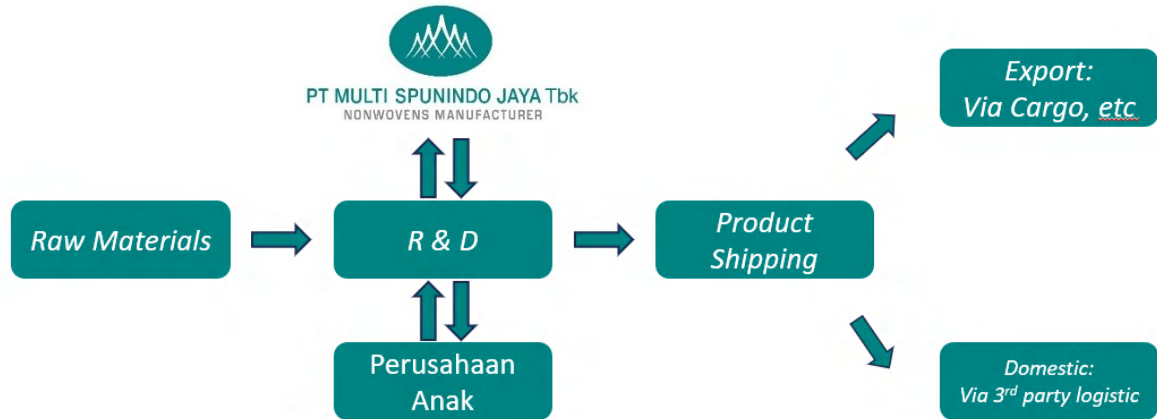 PT MULTI SPUNINDO JAYA Tbk
NONWOVENS MANUFACTURER
Export:
Via Cargo, etc
Raw Materials
R & D
Product
Shipping
Perusahaan
Anak
Domestic:
Via 3rd party logistic